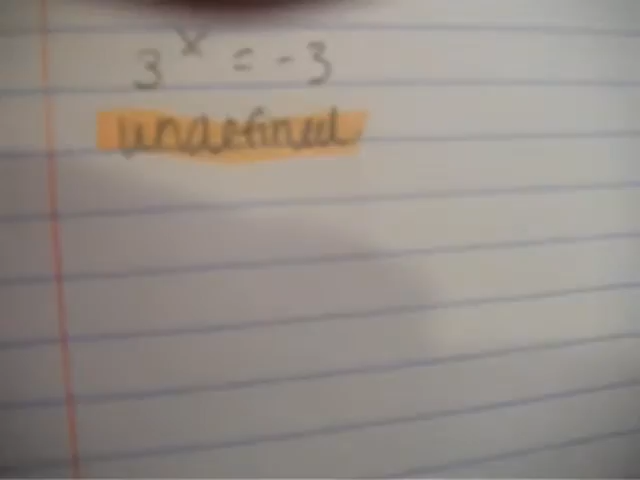 3^x = -3
undefined